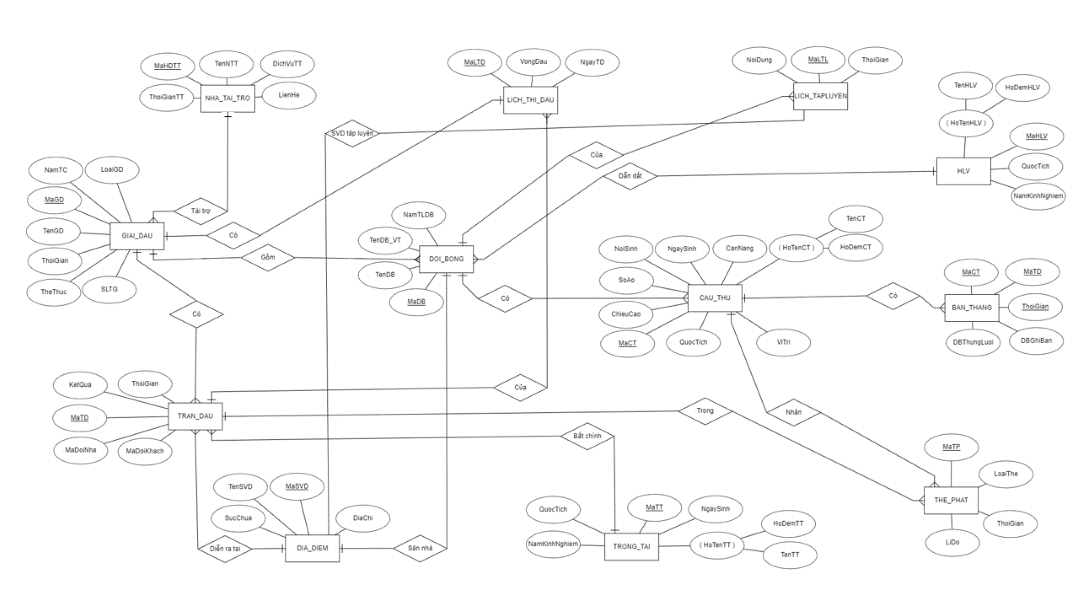 MaHDTT
TenNTT
DichVuTT
ThoiGianTT
LienHe
NHA_TAI_TRO
MaLTD
VongDau
NgayTD
LICH_THI_DAU
NoiDung
MaLTL
ThoiGian
LICH_TAPLUYEN
TenHLV
HoDemHLV
( HoTenHLV )
MaHLV
QuocTich
NamKinhNghiem
HLV
SVD tập luyện
Của
Dẫn dắt
NamTC
LoaiGD
MaGD
TenGD
ThoiGian
TheThuc
SLTG
GIAI_DAU
Tài trợ
Có
Gồm
Có
NamTLDB
TenDB_VT
TenDB
MaDB
DOI_BONG
Có
NoiSinh
NgaySinh
CanNang
( HoTenCT )
TenCT
HoDemCT
SoAo
ChieuCao
MaCT
QuocTich
ViTri
CAU_THU
Có
MaCT
MaTD
ThoiGian
DBThungLuoi
DBGhiBan
BAN_THANG
KetQua
ThoiGian
MaTD
MaDoiNha
MaDoiKhach
TRAN_DAU
Của
Trong
Nhận
Bắt chính
MaTP
LoaiThe
ThoiGian
LiDo
THE_PHAT
TenSVD
MaSVD
SucChua
DiaChi
DIA_DIEM
Diễn ra tại
Sân nhà
QuocTich
MaTT
NgaySinh
NamKinhNghiem
( HoTenTT )
HoDemTT
TenTT
TRONG_TAI